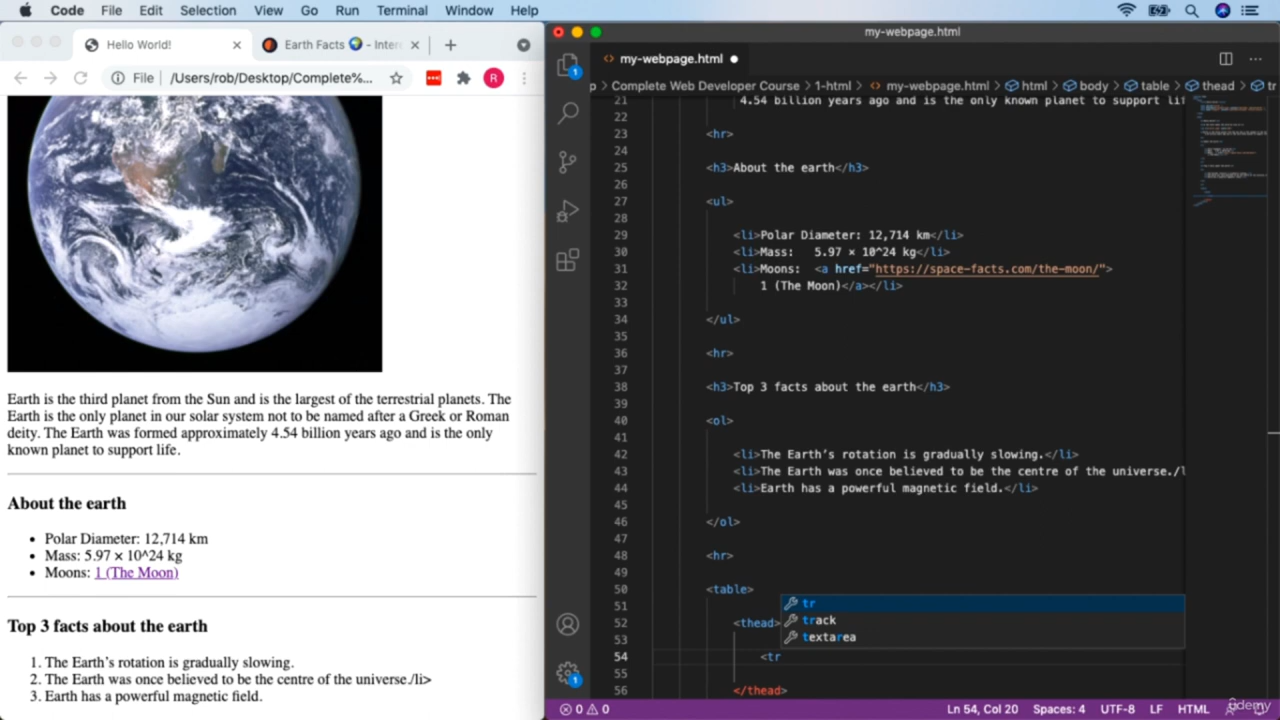 Code File Edit Selection View Go Run Terminal Window Help
my-webpage.html
Hello World!
Earth Facts - Inter
File /Users/rob/Desktop/Complete%...
R
my-webpage.html
p > Complete Web Developer Course > 1-html > my-webpage.html > html > body > table > thead > tr
21 4.54 billion years ago and is the only known planet to support lif
22
23 <hr>
24
25 <h3>About the earth</h3>
26
27 <ul>
28
29 <li>Polar Diameter: 12,714 km</li>
30 <li>Mass: 5.97 × 10^24 kg</li>
31 <li>Moons: <a href="https://space-facts.com/the-moon/">
32 1 (The Moon)</a></li>
33
34 </ul>
35
36 <hr>
37
38 <h3>Top 3 facts about the earth</h3>
39
40 <ol>
41
42 <li>The Earth’s rotation is gradually slowing.</li>
43 <li>The Earth was once believed to be the centre of the universe./l
44 <li>Earth has a powerful magnetic field.</li>
45
46 </ol>
47
48 <hr>
49
50 <table>
51
52 <thead>
53
54 <tr
55
56 </thead>
tr
track
textarea
1
1
Earth is the third planet from the Sun and is the largest of the terrestrial planets. The
Earth is the only planet in our solar system not to be named after a Greek or Roman
deity. The Earth was formed approximately 4.54 billion years ago and is the only
known planet to support life.
About the earth
• Polar Diameter: 12,714 km
• Mass: 5.97 × 10^24 kg
• Moons: 1 (The Moon)
Top 3 facts about the earth
1. The Earth’s rotation is gradually slowing.
2. The Earth was once believed to be the centre of the universe./li>
3. Earth has a powerful magnetic field.
0 0
Ln 54, Col 20 Spaces: 4 UTF-8 LF HTML
Udemy